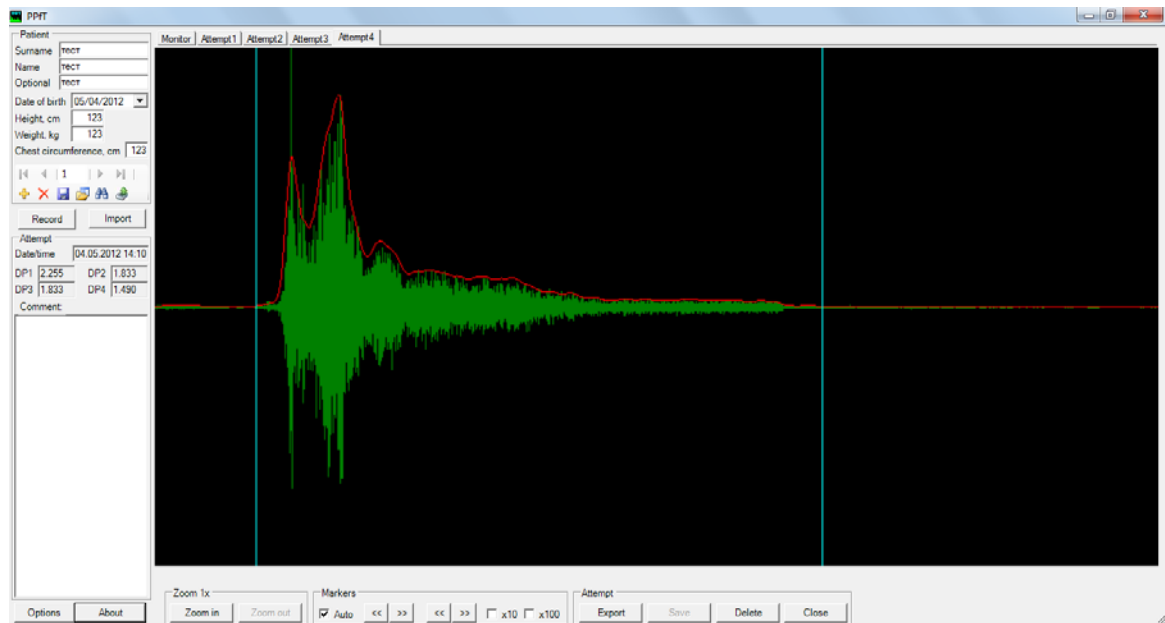 PPfT
Patient
Surname тест
Name тест
Optional тест
Date of birth 05/04/2012
Height, cm 123
Weight, kg 123
Chest circumference, cm 123
1
Record Import
Attempt
Date/time 04.05.2012 14:10
DP1 2.255 DP2 1.833
DP3 1.833 DP4 1.490
Comment:
Options About
Monitor Attempt1 Attempt2 Attempt3 Attempt4
Zoom 1x
Zoom in Zoom out
Markers
Auto << >> << >> x10 x100
Attempt
Export Save Delete Close